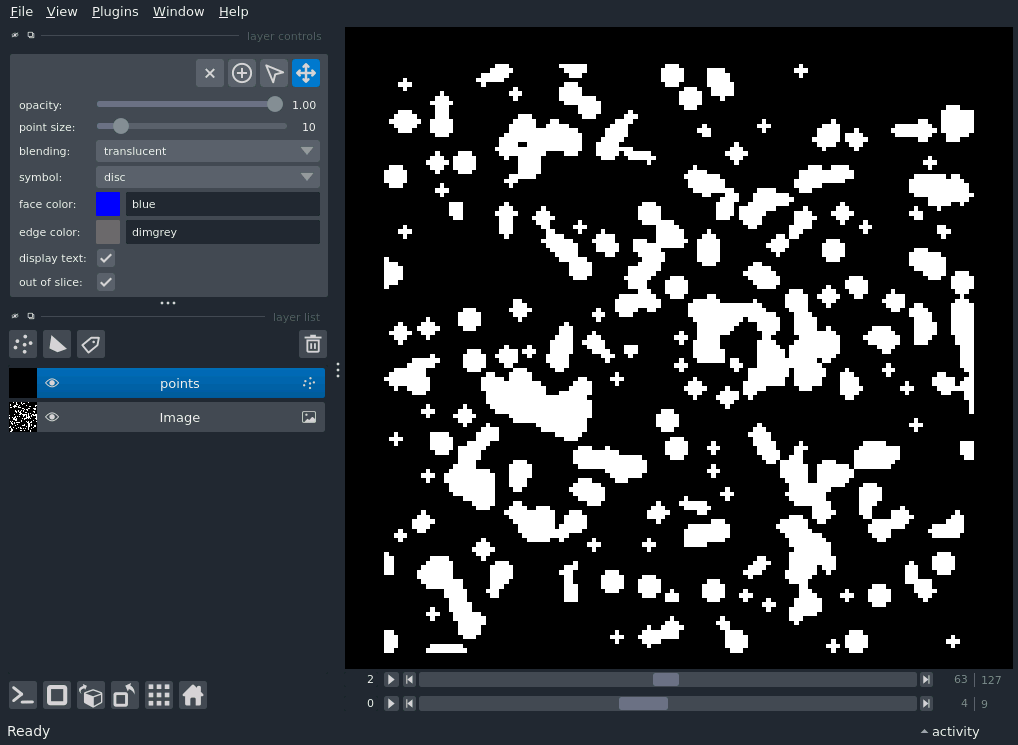 File View Plugins Window Help
layer controls
opacity: 1.00
point size: 10
blending: translucent
symbol: disc
face color: blue
edge color: dimgrey
display text:
out of slice:
layer list
points
Image
2 63 127
0 4 9
Ready activity